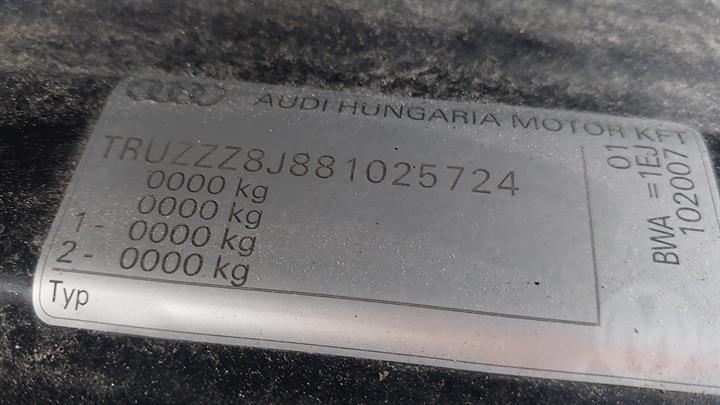 AUDI HUNGARIA MOTOR KFT
TRUZZZ8J881025724
0000 kg
0000 kg
1 - 0000 kg
2 - 0000 kg
Typ
01
BWA =1EJ
102007